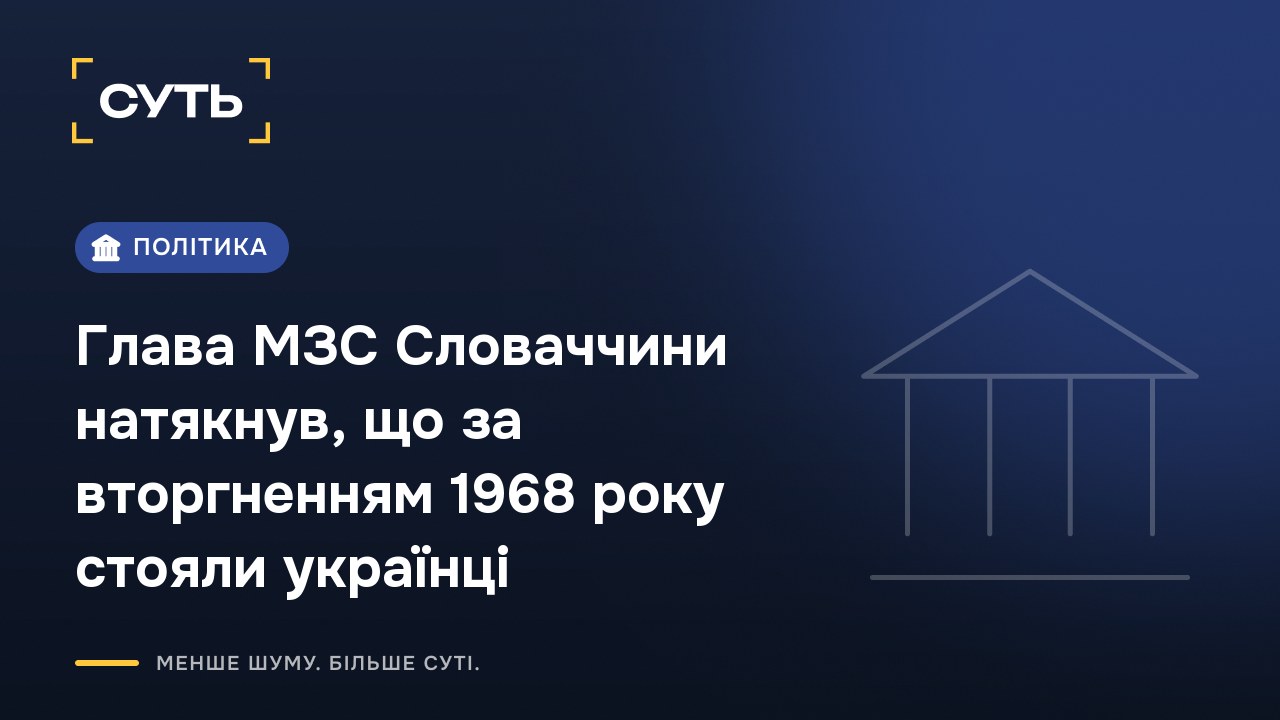 СУТЬ
ПОЛІТИКА
Глава МЗС Словаччини
натякнув, що за
вторгненням 1968 року
стояли українці
МЕНШЕ ШУМУ. БІЛЬШЕ СУТІ.